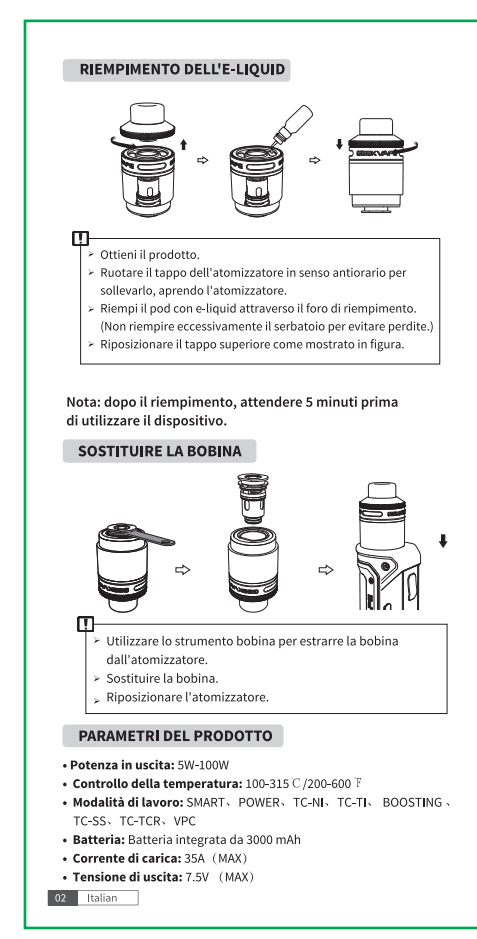 RIEMPIMENTO DELL'E-LIQUID
Ottieni il prodotto.
Ruotare il tappo dell'atomizzatore in senso antiorario per
sollevarlo, aprendo l'atomizzatore.
Riempi il pod con e-liquid attraverso il foro di riempimento.
(Non riempire eccessivamente il serbatoio per evitare perdite.)
Riposizionare il tappo superiore come mostrato in figura.
Nota: dopo il riempimento, attendere 5 minuti prima
di utilizzare il dispositivo.
SOSTITUIRE LA BOBINA
Utilizzare lo strumento bobina per estrarre la bobina
dall'atomizzatore.
Sostituire la bobina.
Riposizionare l'atomizzatore.
PARAMETRI DEL PRODOTTO
• Potenza in uscita: 5W-100W
• Controllo della temperatura: 100-315℃/200-600℉
• Modalità di lavoro: SMART、POWER、TC-NI、TC-TI、BOOSTING、
TC-SS、TC-TCR、VPC
• Batteria: Batteria integrata da 3000 mAh
• Corrente di carica: 35A（MAX）
• Tensione di uscita: 7.5V（MAX）
02 Italian